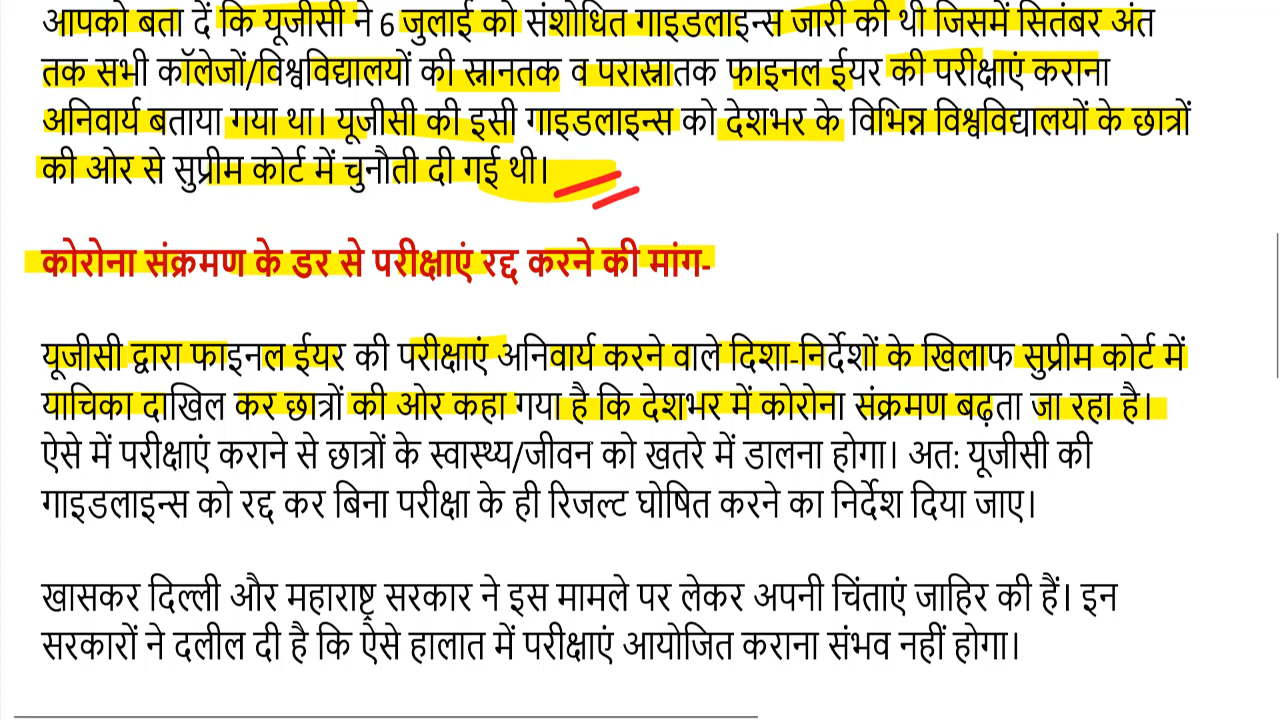 आपको बता दें कि यूजीसी ने 6 जुलाई को संशोधित गाइडलाइन्स जारी की थी जिसमें सितंबर अंत
तक सभी कॉलेजों/विश्वविद्यालयों की स्नानतक व परास्नातक फाइनल ईयर की परीक्षाएं कराना
अनिवार्य बताया गया था। यूजीसी की इसी गाइडलाइन्स को देशभर के विभिन्न विश्वविद्यालयों के छात्रों
की ओर से सुप्रीम कोर्ट में चुनौती दी गई थी।
कोरोना संक्रमण के डर से परीक्षाएं रद्द करने की मांग-
यूजीसी द्वारा फाइनल ईयर की परीक्षाएं अनिवार्य करने वाले दिशा-निर्देशों के खिलाफ सुप्रीम कोर्ट में
याचिका दाखिल कर छात्रों की ओर कहा गया है कि देशभर में कोरोना संक्रमण बढ़ता जा रहा है।
ऐसे में परीक्षाएं कराने से छात्रों के स्वास्थ्य/जीवन को खतरे में डालना होगा। अत: यूजीसी की
गाइडलाइन्स को रद्द कर बिना परीक्षा के ही रिजल्ट घोषित करने का निर्देश दिया जाए।
खासकर दिल्ली और महाराष्ट्र सरकार ने इस मामले पर लेकर अपनी चिंताएं जाहिर की हैं। इन
सरकारों ने दलील दी है कि ऐसे हालात में परीक्षाएं आयोजित कराना संभव नहीं होगा।